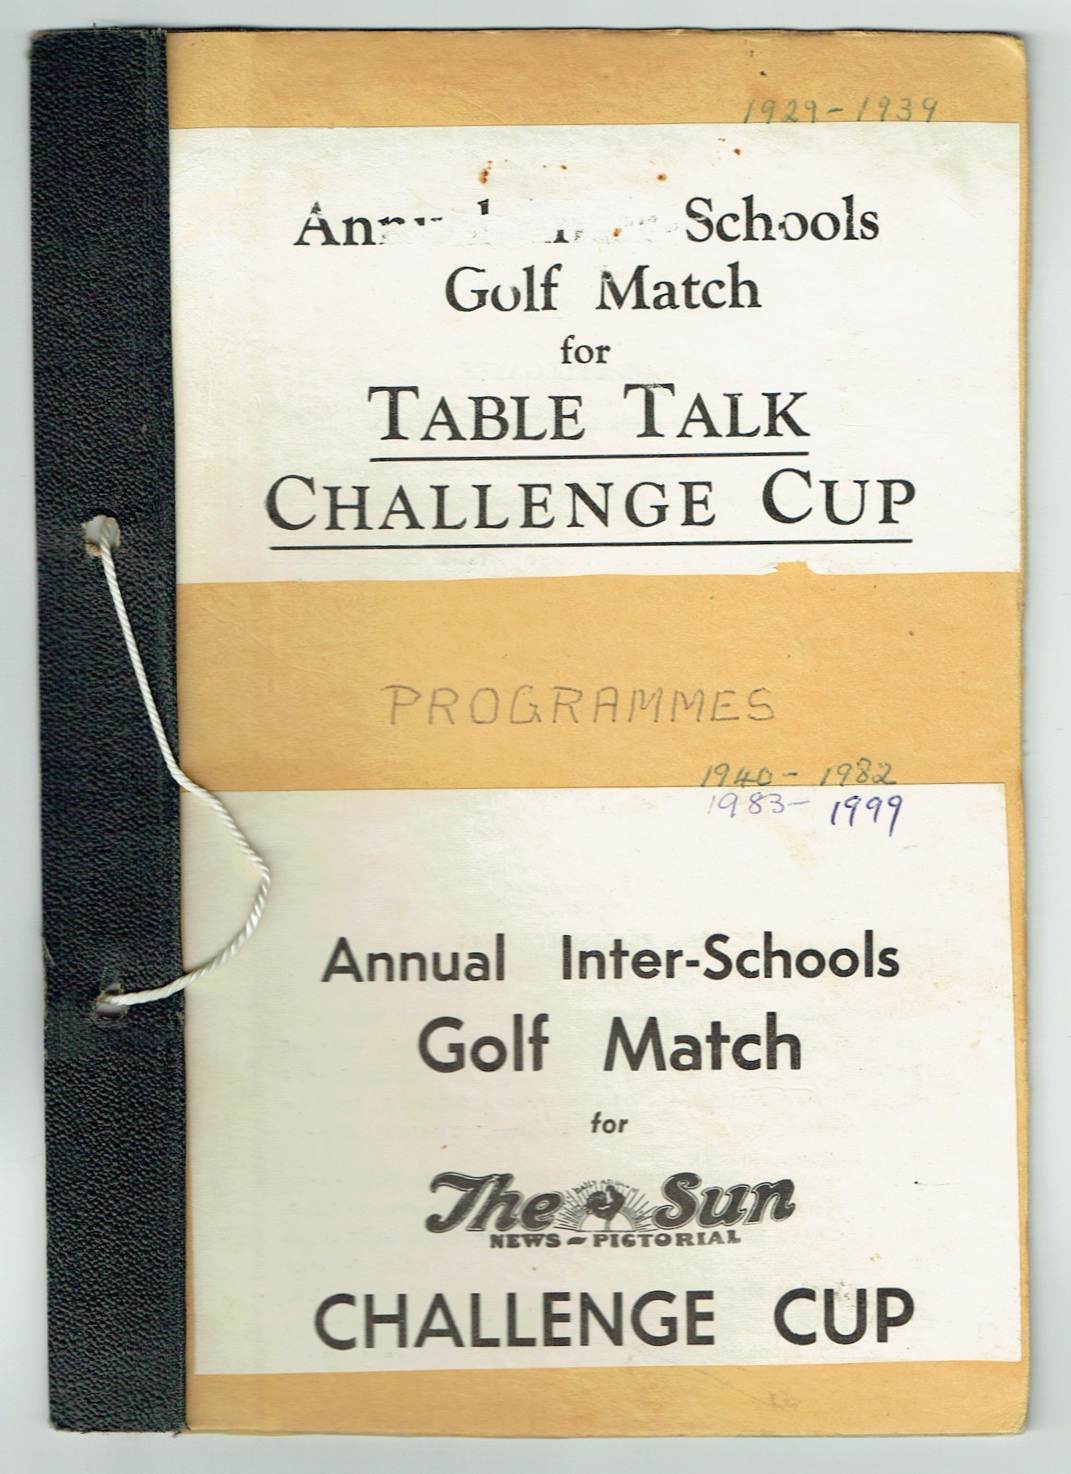 1929-1939
Schools
Golf Match
for
TABLE TALK
CHALLENGE CUP
PROGRAMMES
1940- 1982
1983- 1999
Annual Inter-Schools
Golf Match
for
The Sun
NEWS-PICTORIAL
CHALLENGE CUP